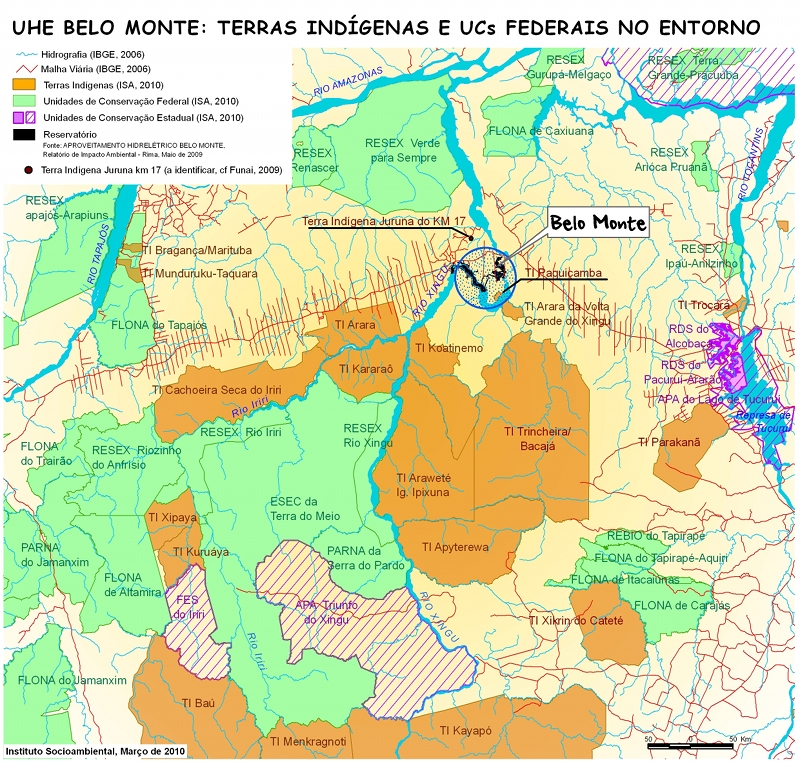 UHE BELO MONTE: TERRAS INDÍGENAS E UCs FEDERAIS NO ENTORNO
Hidrografia (IBGE, 2006)
Malha Viária (IBGE, 2006)
Terras Indígenas (ISA, 2010)
Unidades de Conservação Federal (ISA, 2010)
Unidades de Conservação Estadual (ISA, 2010)
Reservatório
Fonte: APROVEITAMENTO HIDRELÉTRICO BELO MONTE.
Relatório de Impacto Ambiental - Rima, Maio de 2009
Terra Indígena Juruna km 17 (a identificar, cf Funai, 2009)
RIO AMAZONAS
RESEX
Gurupá-Melgaço
RESEX Terra
Grande-Pracuuba
RESEX Verde
para Sempre
RESEX
Renascer
FLONA de Caxiuana
RESEX
Arióca Pruanã
RIO TOCANTINS
RESEX
apajós-Arapiuns
RIO TAPAJÓS
TI Bragança/Marituba
TI Munduruku-Taquara
FLONA do Tapajós
Terra Indígena Juruna do KM 17
Belo Monte
RESEX
Ipaú-Anilzinho
TI Paquiçamba
RIO XINGU
TI Arara da Volta
Grande do Xingu
TI Trocará
TI Arara
TI Koatinemo
RDS do
Alcobaça
TI Kararaô
RDS do
Pacuruí-Ararão
TI Cachoeira Seca do Iriri
Rio Iriri
APA do Lago de Tucuruí
Represa de
Tucuruí
RESEX Rio Iriri
RESEX
Rio Xingu
TI Trincheira/
Bacajá
TI Parakanã
FLONA
do Trairão
RESEX Riozinho
do Anfrísio
TI Araweté
Ig. Ipixuna
ESEC da
Terra do Meio
TI Xipaya
TI Kuruáya
PARNA
do Jamanxim
PARNA da
Serra do Pardo
TI Apyterewa
REBIO do Tapirapé
FLONA do Tapirapé-Aquiri
FLONA de Itacaiunas
FLONA
de Altamira
FES
do Iriri
APA Triunfo
do Xingu
RIO XINGU
FLONA de Carajás
TI Xikrin do Cateté
Rio Iriri
FLONA do Jamanxim
TI Baú
TI Menkragnoti
TI Kayapó
50 0 50 Km
Instituto Socioambiental, Março de 2010